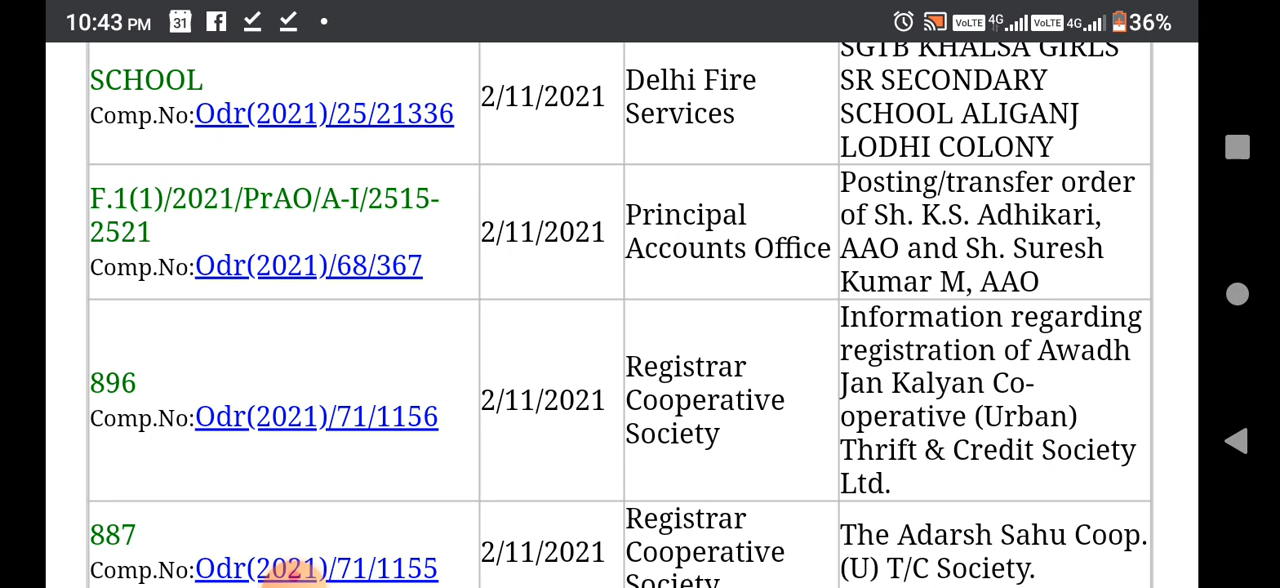 10:43 PM 31
VoLTE 4G VoLTE 4G 36%
SCHOOL
Comp.No:Odr(2021)/25/21336
2/11/2021
Delhi Fire
Services
SGTB KHALSA GIRLS
SR SECONDARY
SCHOOL ALIGANJ
LODHI COLONY
F.1(1)/2021/PrAO/A-I/2515-
2521
Comp.No:Odr(2021)/68/367
2/11/2021
Principal
Accounts Office
Posting/transfer order
of Sh. K.S. Adhikari,
AAO and Sh. Suresh
Kumar M, AAO
896
Comp.No:Odr(2021)/71/1156
2/11/2021
Registrar
Cooperative
Society
Information regarding
registration of Awadh
Jan Kalyan Co-
operative (Urban)
Thrift & Credit Society
Ltd.
887
Comp.No:Odr(2021)/71/1155
2/11/2021
Registrar
Cooperative
Society
The Adarsh Sahu Coop.
(U) T/C Society.